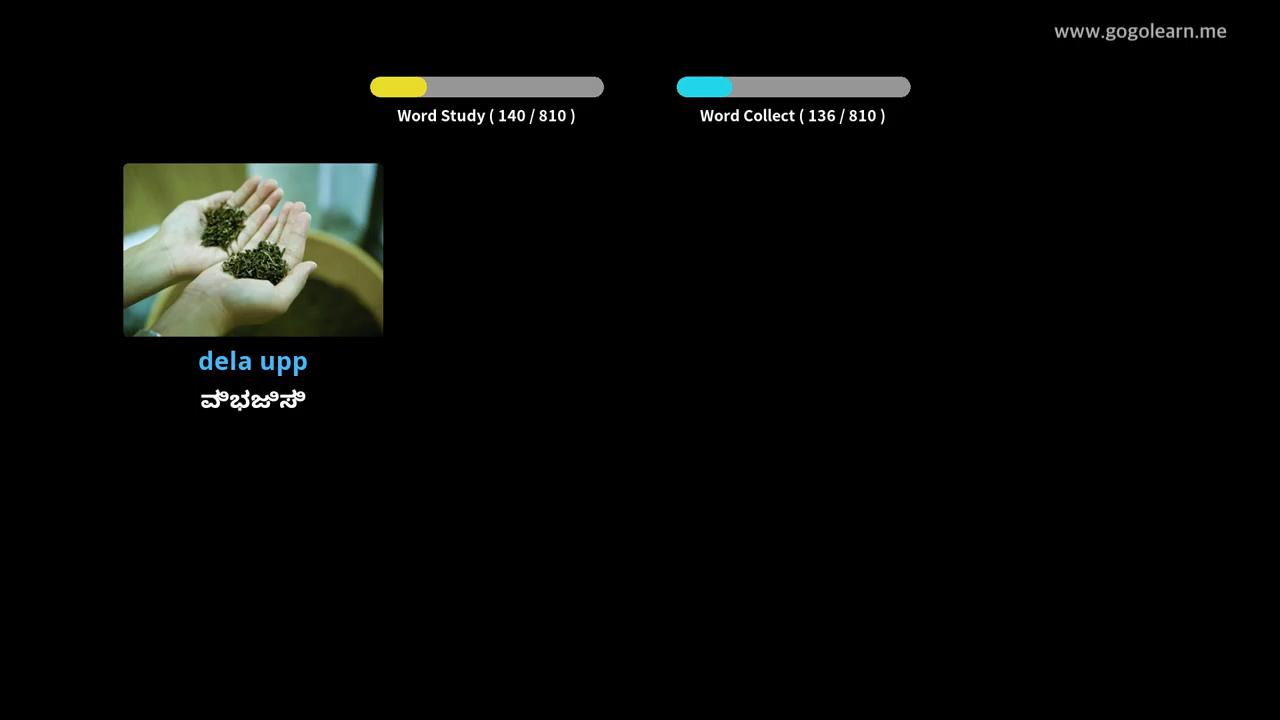 www.gogolearn.me
Word Study ( 140 / 810 )
Word Collect ( 136 / 810 )
dela upp
ವಿಭಜಿಸಿ